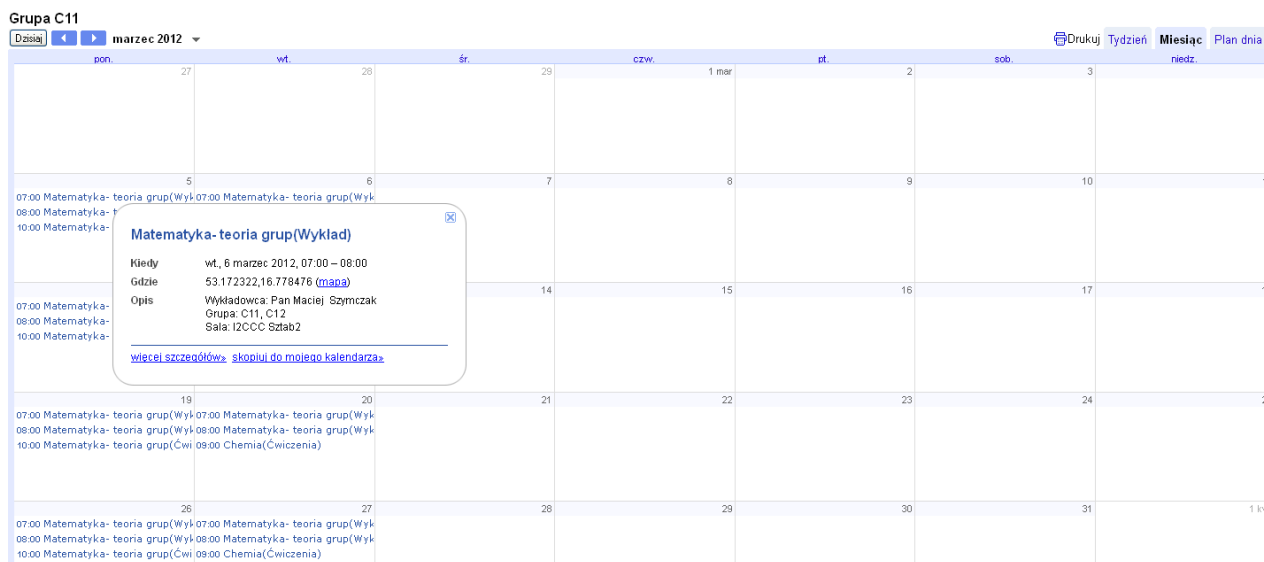 Grupa C11
Dzisiaj marzec 2012 Drukuj Tydzień Miesiąc Plan dnia
pon. wt. śr. czw. pt. sob. niedz.
27 28 29 1 mar 2 3
5 6 7 8 9 10
07:00 Matematyka- teoria grup(Wyk 07:00 Matematyka- teoria grup(Wyk
08:00 Matematyka-
10:00 Matematyka-
Matematyka- teoria grup(Wyklad)
Kiedy wt., 6 marzec 2012, 07:00 – 08:00
Gdzie 53.172322,16.778476 (mapa)
Opis Wykładowca: Pan Maciej Szymczak
Grupa: C11, C12
Sala: I2CCC Sztab2
więcej szczegółów» skopiuj do mojego kalendarza»
14 15 16 17
07:00 Matematyka-
08:00 Matematyka-
10:00 Matematyka-
19 20 21 22 23 24
07:00 Matematyka- teoria grup(Wyk 07:00 Matematyka- teoria grup(Wyk
08:00 Matematyka- teoria grup(Wyk 08:00 Matematyka- teoria grup(Wyk
10:00 Matematyka- teoria grup(Ćwi 09:00 Chemia(Ćwiczenia)
26 27 28 29 30 31 1
07:00 Matematyka- teoria grup(Wyk 07:00 Matematyka- teoria grup(Wyk
08:00 Matematyka- teoria grup(Wyk 08:00 Matematyka- teoria grup(Wyk
10:00 Matematyka- teoria grup(Ćwi 09:00 Chemia(Ćwiczenia)